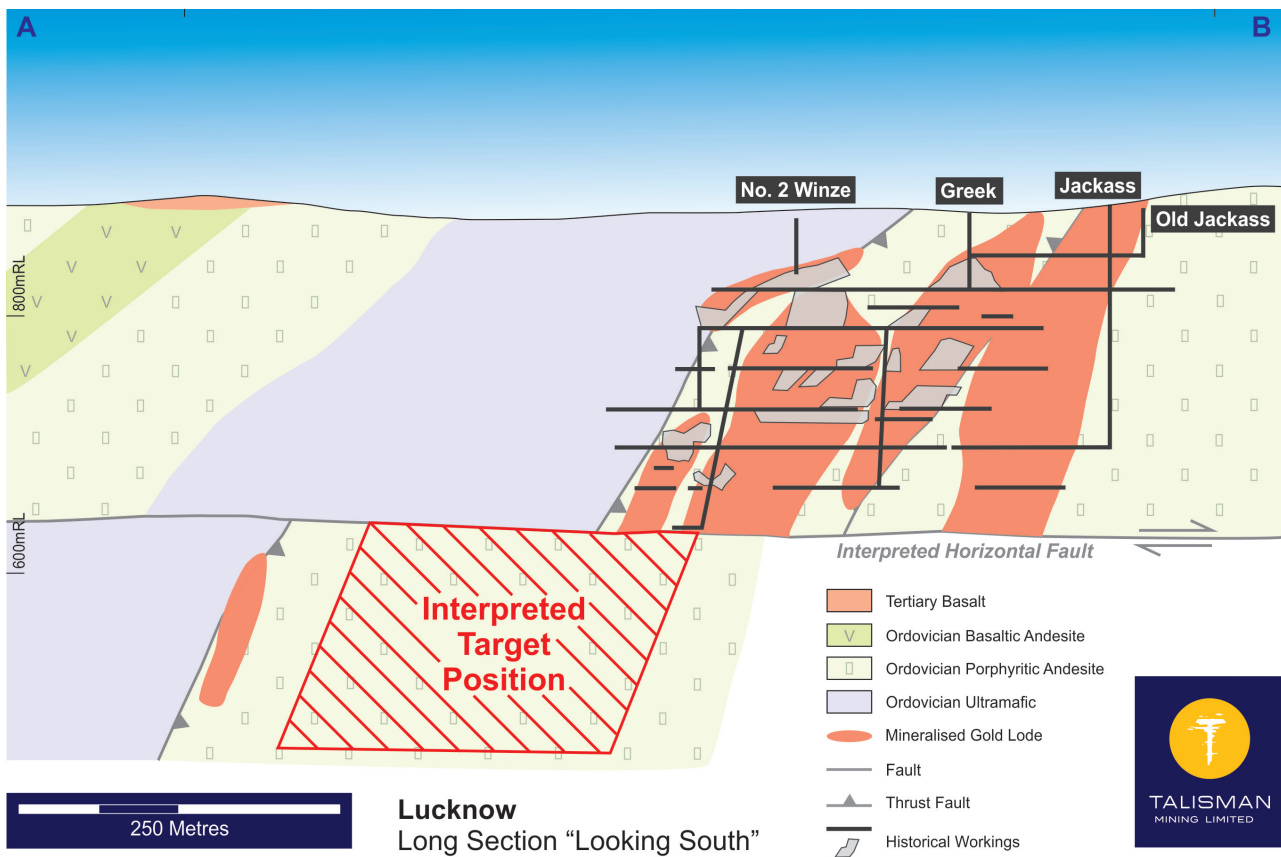 A
B
No. 2 Winze
Greek
Jackass
Old Jackass
800mRL
600mRL
Interpreted Horizontal Fault
Interpreted
Target
Position
Tertiary Basalt
V
Ordovician Basaltic Andesite
Ordovician Porphyritic Andesite
Ordovician Ultramafic
Mineralised Gold Lode
Fault
Thrust Fault
Historical Workings
250 Metres
Lucknow
Long Section “Looking South”
TALISMAN
MINING LIMITED